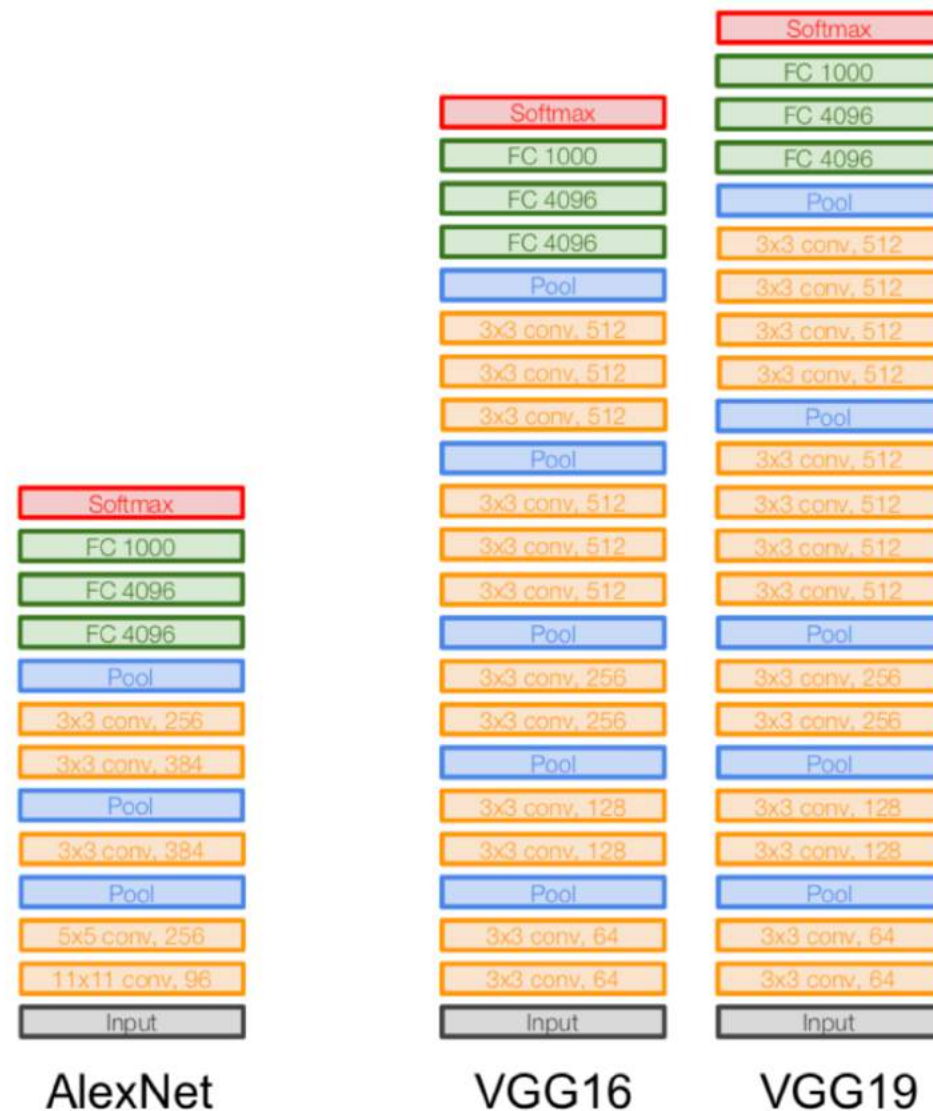 Softmax
FC 1000
FC 4096
FC 4096
Pool
3x3 conv, 256
3x3 conv, 384
Pool
3x3 conv, 384
Pool
5x5 conv, 256
11x11 conv, 96
Input
AlexNet
Softmax
FC 1000
FC 4096
FC 4096
Pool
3x3 conv, 512
3x3 conv, 512
3x3 conv, 512
Pool
3x3 conv, 512
3x3 conv, 512
3x3 conv, 512
Pool
3x3 conv, 256
3x3 conv, 256
Pool
3x3 conv, 128
3x3 conv, 128
Pool
3x3 conv, 64
3x3 conv, 64
Input
VGG16
Softmax
FC 1000
FC 4096
FC 4096
Pool
3x3 conv, 512
3x3 conv, 512
3x3 conv, 512
3x3 conv, 512
Pool
3x3 conv, 512
3x3 conv, 512
3x3 conv, 512
3x3 conv, 512
Pool
3x3 conv, 256
3x3 conv, 256
Pool
3x3 conv, 128
3x3 conv, 128
Pool
3x3 conv, 64
3x3 conv, 64
Input
VGG19